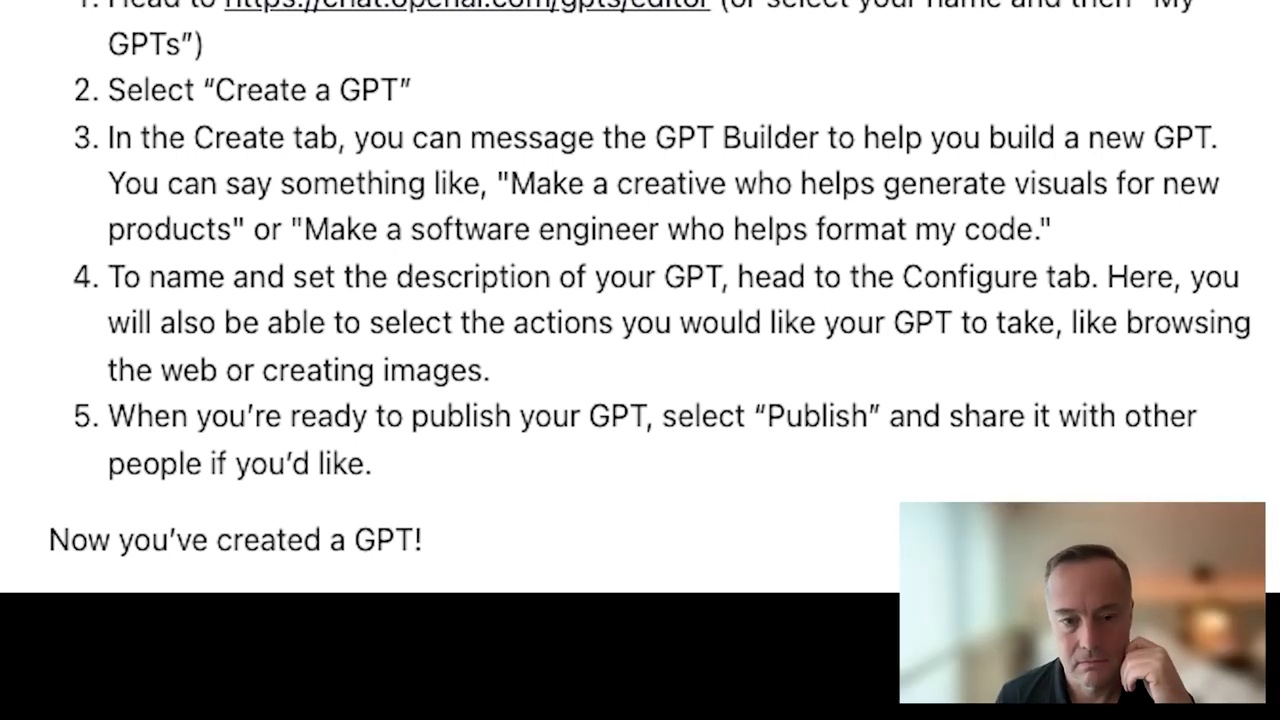 1. Head to https://chat.openai.com/gpts/editor (or select your name and then "My
GPTs”)
2. Select “Create a GPT”
3. In the Create tab, you can message the GPT Builder to help you build a new GPT.
You can say something like, "Make a creative who helps generate visuals for new
products" or "Make a software engineer who helps format my code."
4. To name and set the description of your GPT, head to the Configure tab. Here, you
will also be able to select the actions you would like your GPT to take, like browsing
the web or creating images.
5. When you’re ready to publish your GPT, select “Publish” and share it with other
people if you’d like.
Now you’ve created a GPT!